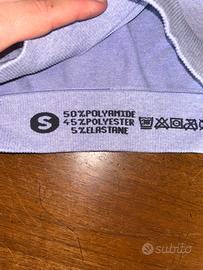 S
50%POLYAMIDE
45%POLYESTER
5%ELASTANE
subito